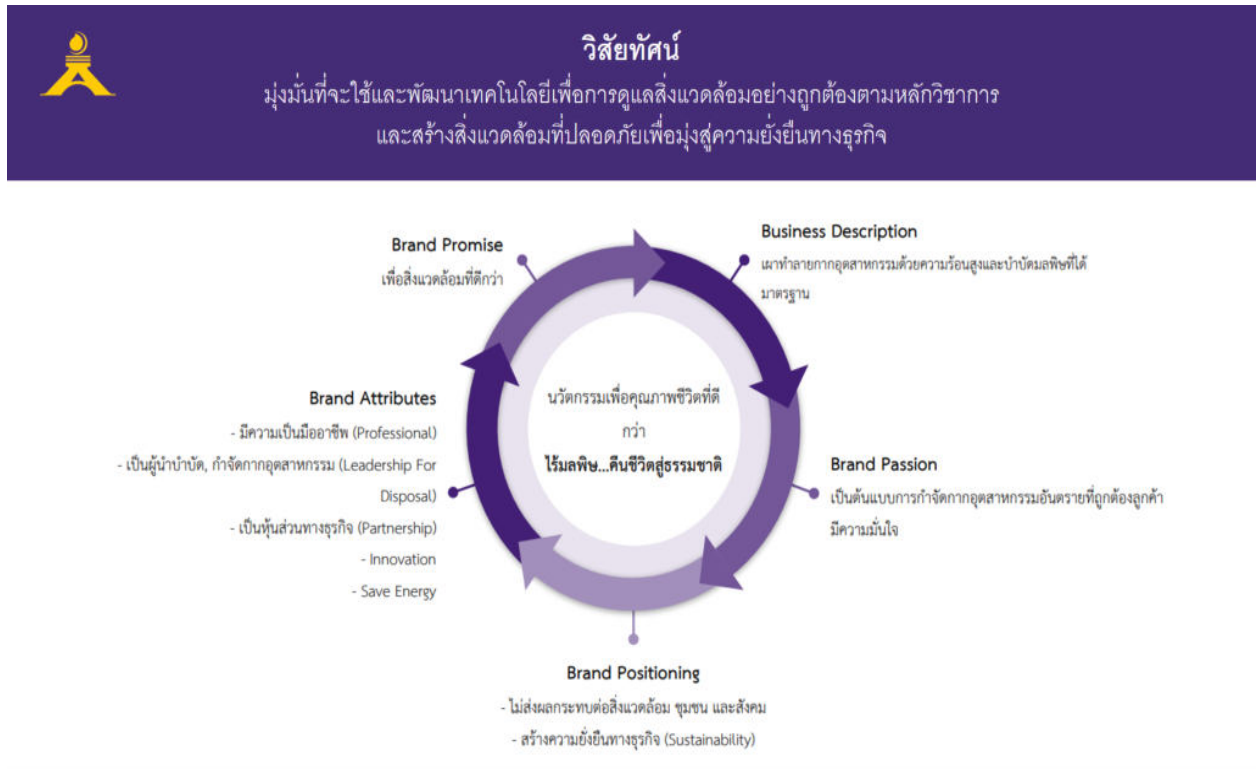 วิสัยทัศน์
มุ่งมั่นที่จะใช้และพัฒนาเทคโนโลยีเพื่อการดูแลสิ่งแวดล้อมอย่างถูกต้องตามหลักวิชาการ
และสร้างสิ่งแวดล้อมที่ปลอดภัยเพื่อมุ่งสู่ความยั่งยืนทางธุรกิจ
Brand Promise
เพื่อสิ่งแวดล้อมที่ดีกว่า
Business Description
เผาทำลายกากอุตสาหกรรมด้วยความร้อนสูงและบำบัดมลพิษที่ได้
มาตรฐาน
Brand Attributes
- มีความเป็นมืออาชีพ (Professional)
- เป็นผู้นำบำบัด, กำจัดกากอุตสาหกรรม (Leadership For
Disposal)
- เป็นหุ้นส่วนทางธุรกิจ (Partnership)
- Innovation
- Save Energy
นวัตกรรมเพื่อคุณภาพชีวิตที่ดี
กว่า
ไร้มลพิษ...คืนชีวิตสู่ธรรมชาติ
Brand Passion
เป็นต้นแบบการกำจัดกากอุตสาหกรรมอันตรายที่ถูกต้องลูกค้า
มีความมั่นใจ
Brand Positioning
- ไม่ส่งผลกระทบต่อสิ่งแวดล้อม ชุมชน และสังคม
- สร้างความยั่งยืนทางธุรกิจ (Sustainability)